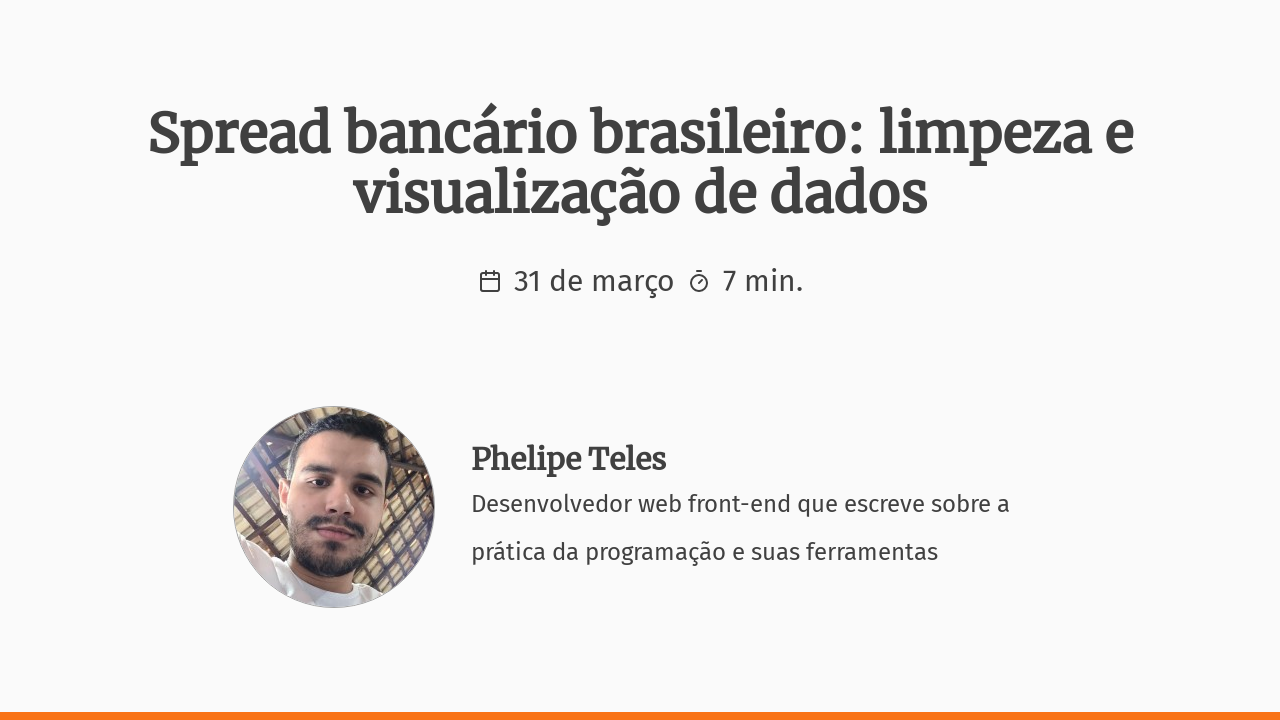 Spread bancário brasileiro: limpeza e
visualização de dados
31 de março 7 min.
Phelipe Teles
Desenvolvedor web front-end que escreve sobre a
prática da programação e suas ferramentas